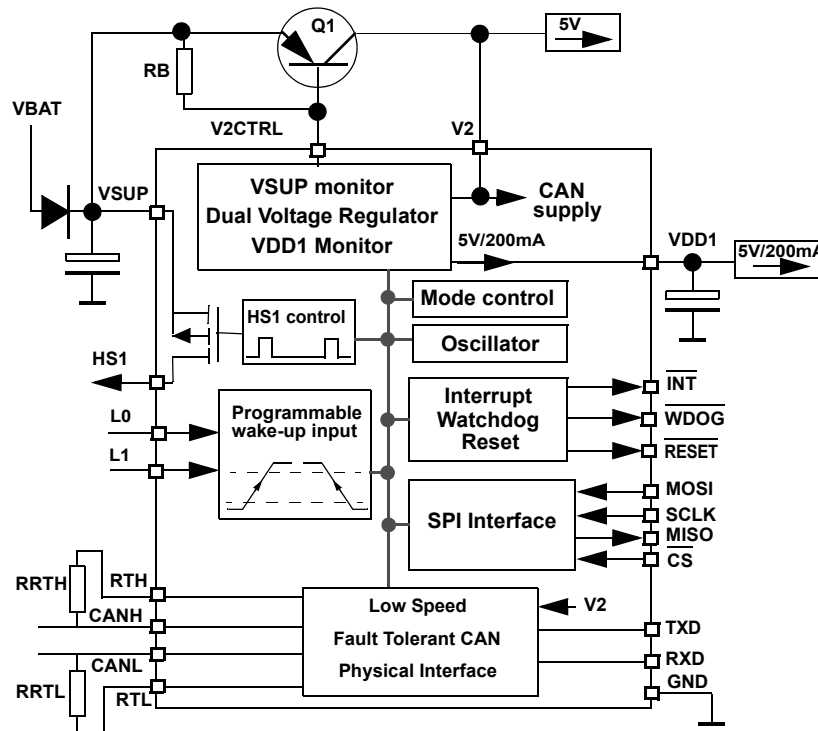 Q1
5V
RB
VBAT
V2CTRL
V2
VSUP
VSUP monitor
Dual Voltage Regulator
VDD1 Monitor
CAN
supply
5V/200mA
VDD1
5V/200mA
Mode control
HS1 control
Oscillator
HS1
INT
L0
Programmable
wake-up input
Interrupt
Watchdog
Reset
WDOG
L1
RESET
MOSI
SPI Interface
SCLK
MISO
CS
RRTH
RTH
CANH
Low Speed
Fault Tolerant CAN
Physical Interface
V2
TXD
CANL
RXD
RRTL
RTL
GND